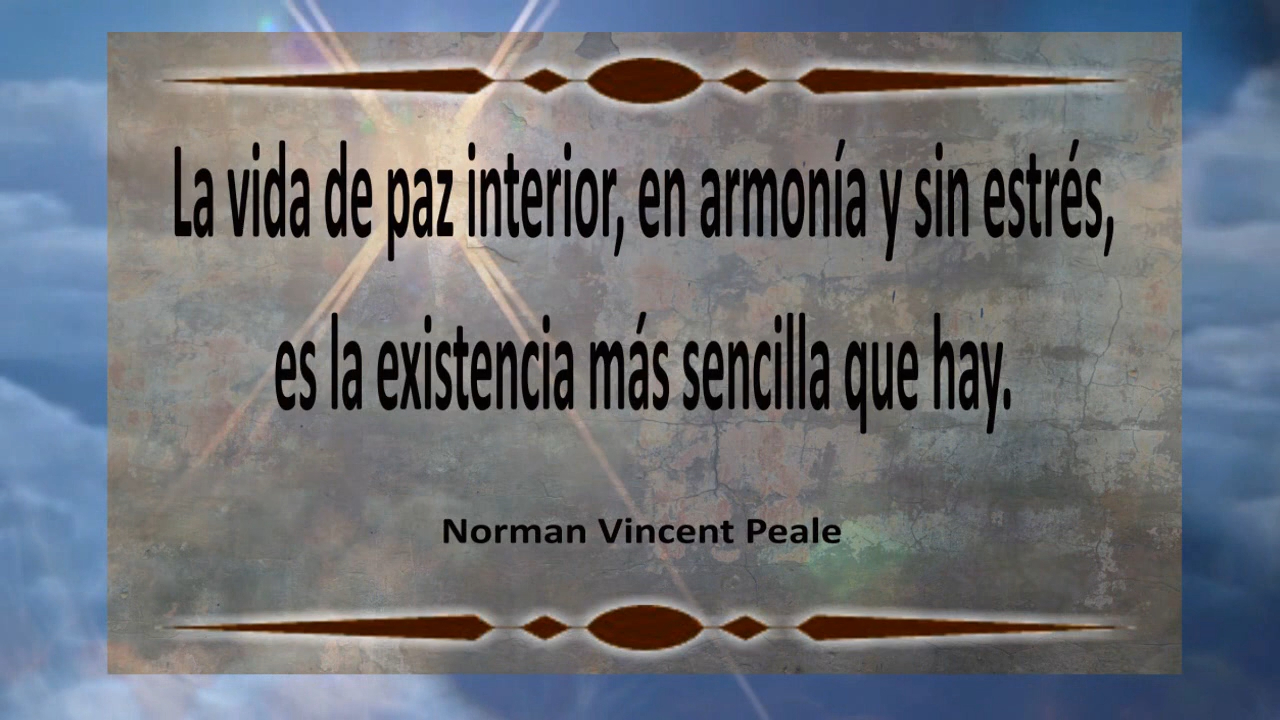 La vida de paz interior, en armonía y sin estrés,
es la existencia más sencilla que hay.
Norman Vincent Peale